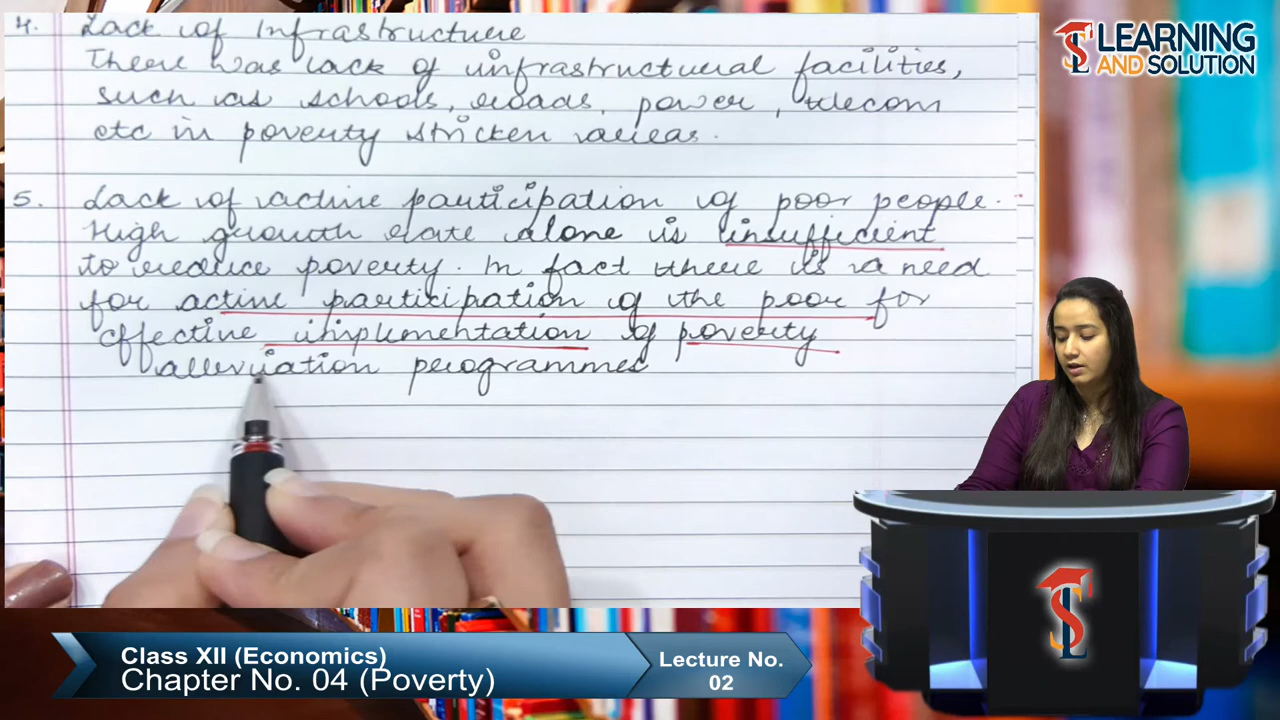 4. Lack of Infrastructure
There was lack of infrastructural facilities,
such as schools, roads, power, telecom
etc in poverty stricken areas.
5. Lack of active participation of poor people.
High growth rate alone is insufficient
to reduce poverty. In fact there is a need
for active participation of the poor for
effective implementation of poverty
alleviation programmes
LEARNING
AND SOLUTION
Class XII (Economics)
Chapter No. 04 (Poverty)
Lecture No.
02